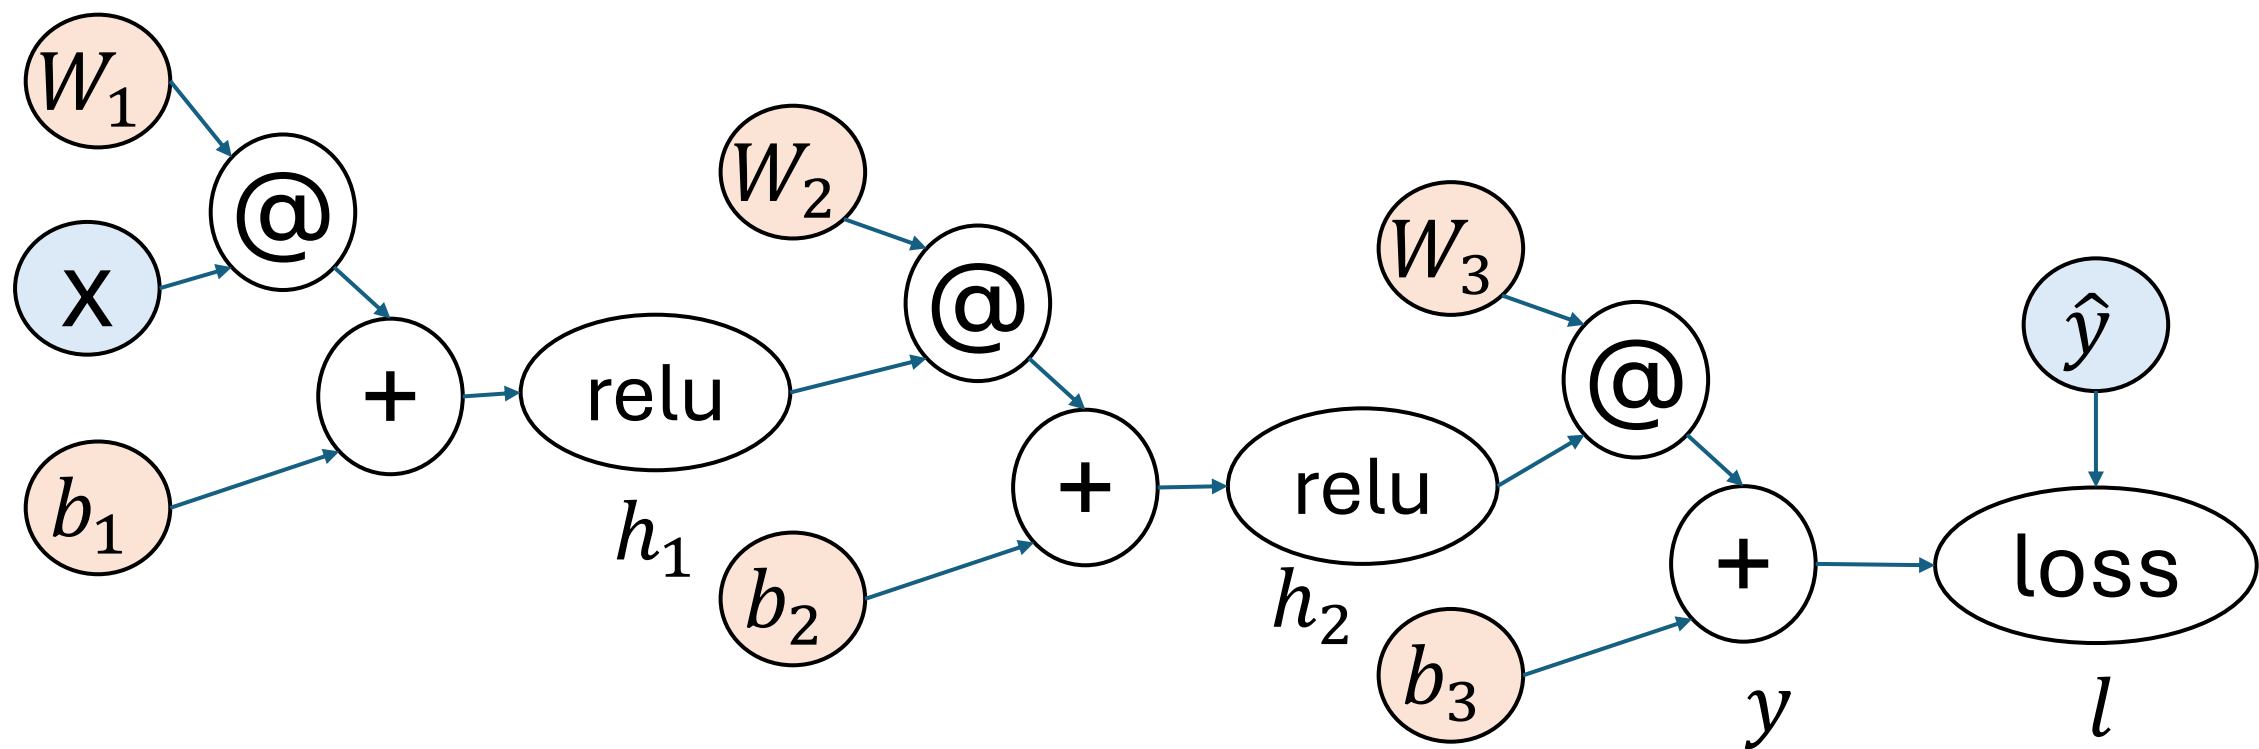 W₁
@
x
+
b₁
relu
h₁
W₂
@
+
b₂
relu
h₂
W₃
@
+
b₃
y
ŷ
loss
l